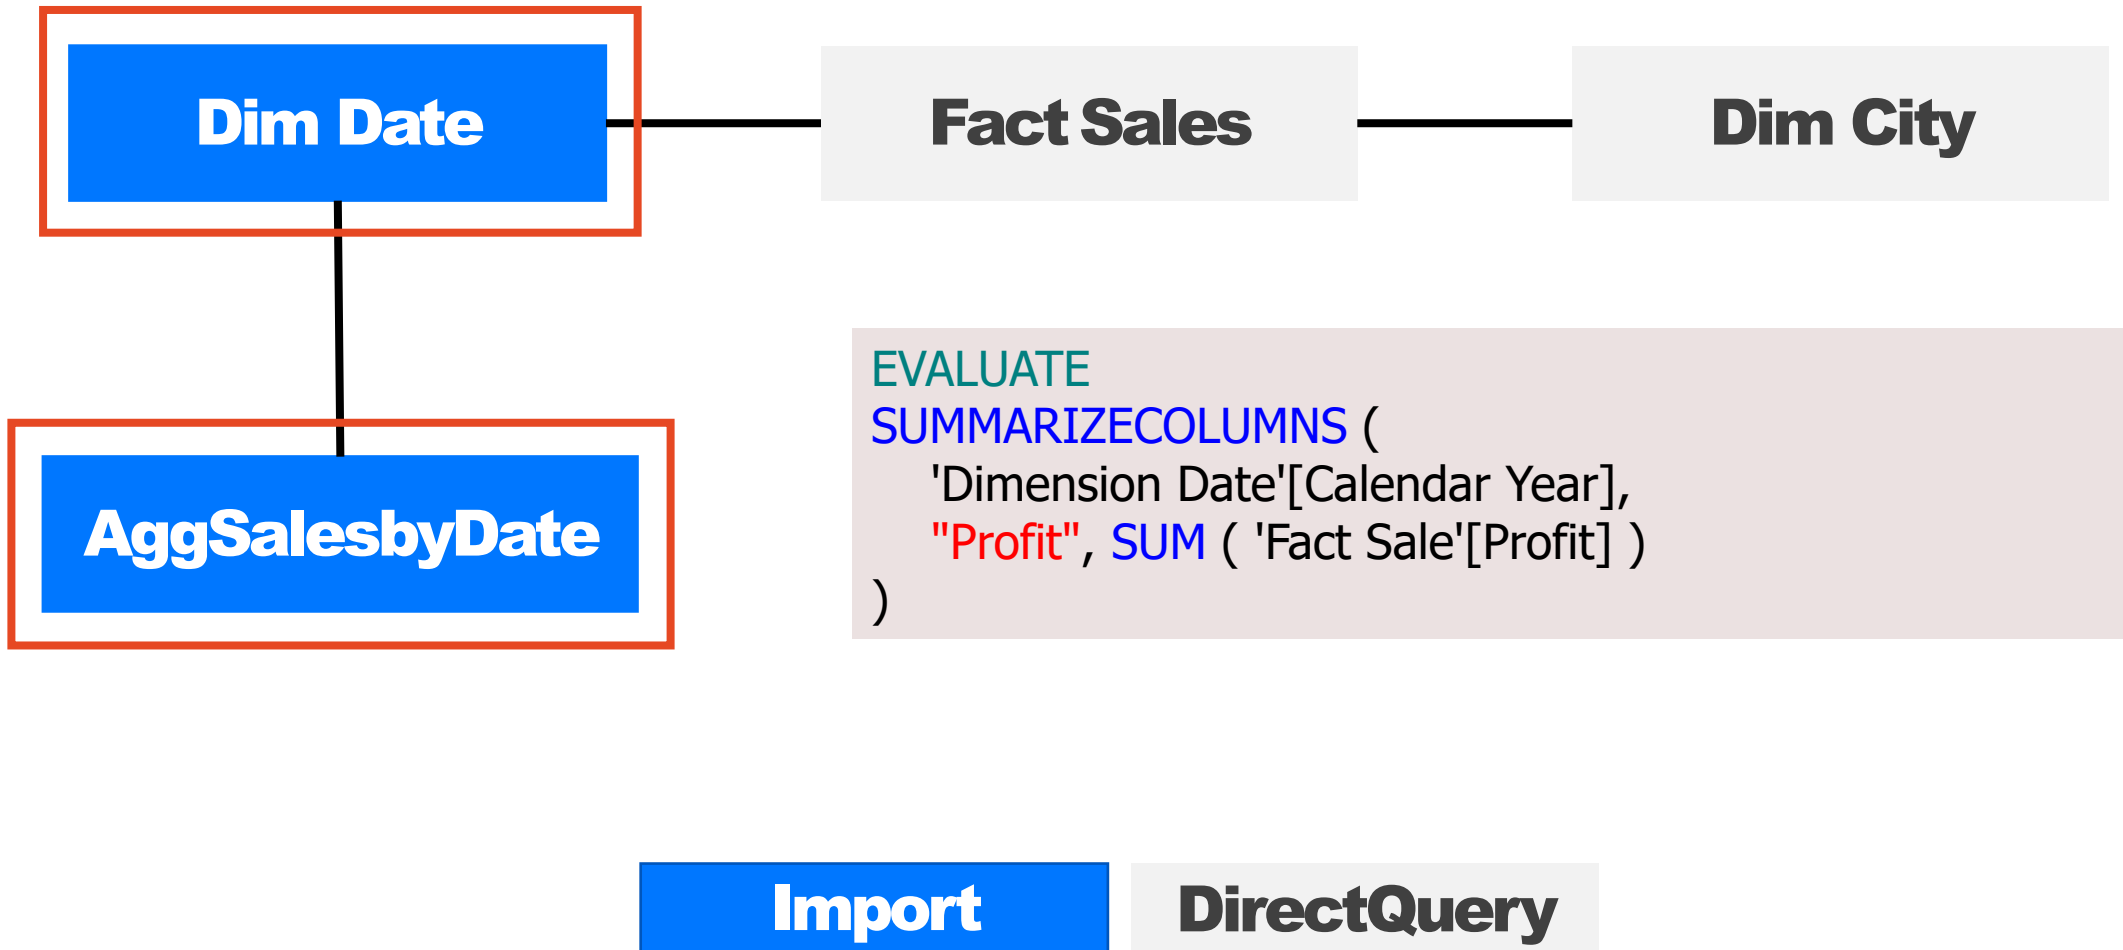 Dim Date
Fact Sales
Dim City
AggSalesbyDate
EVALUATE
SUMMARIZECOLUMNS (
'Dimension Date'[Calendar Year],
"Profit", SUM ( 'Fact Sale'[Profit] )
)
Import
DirectQuery